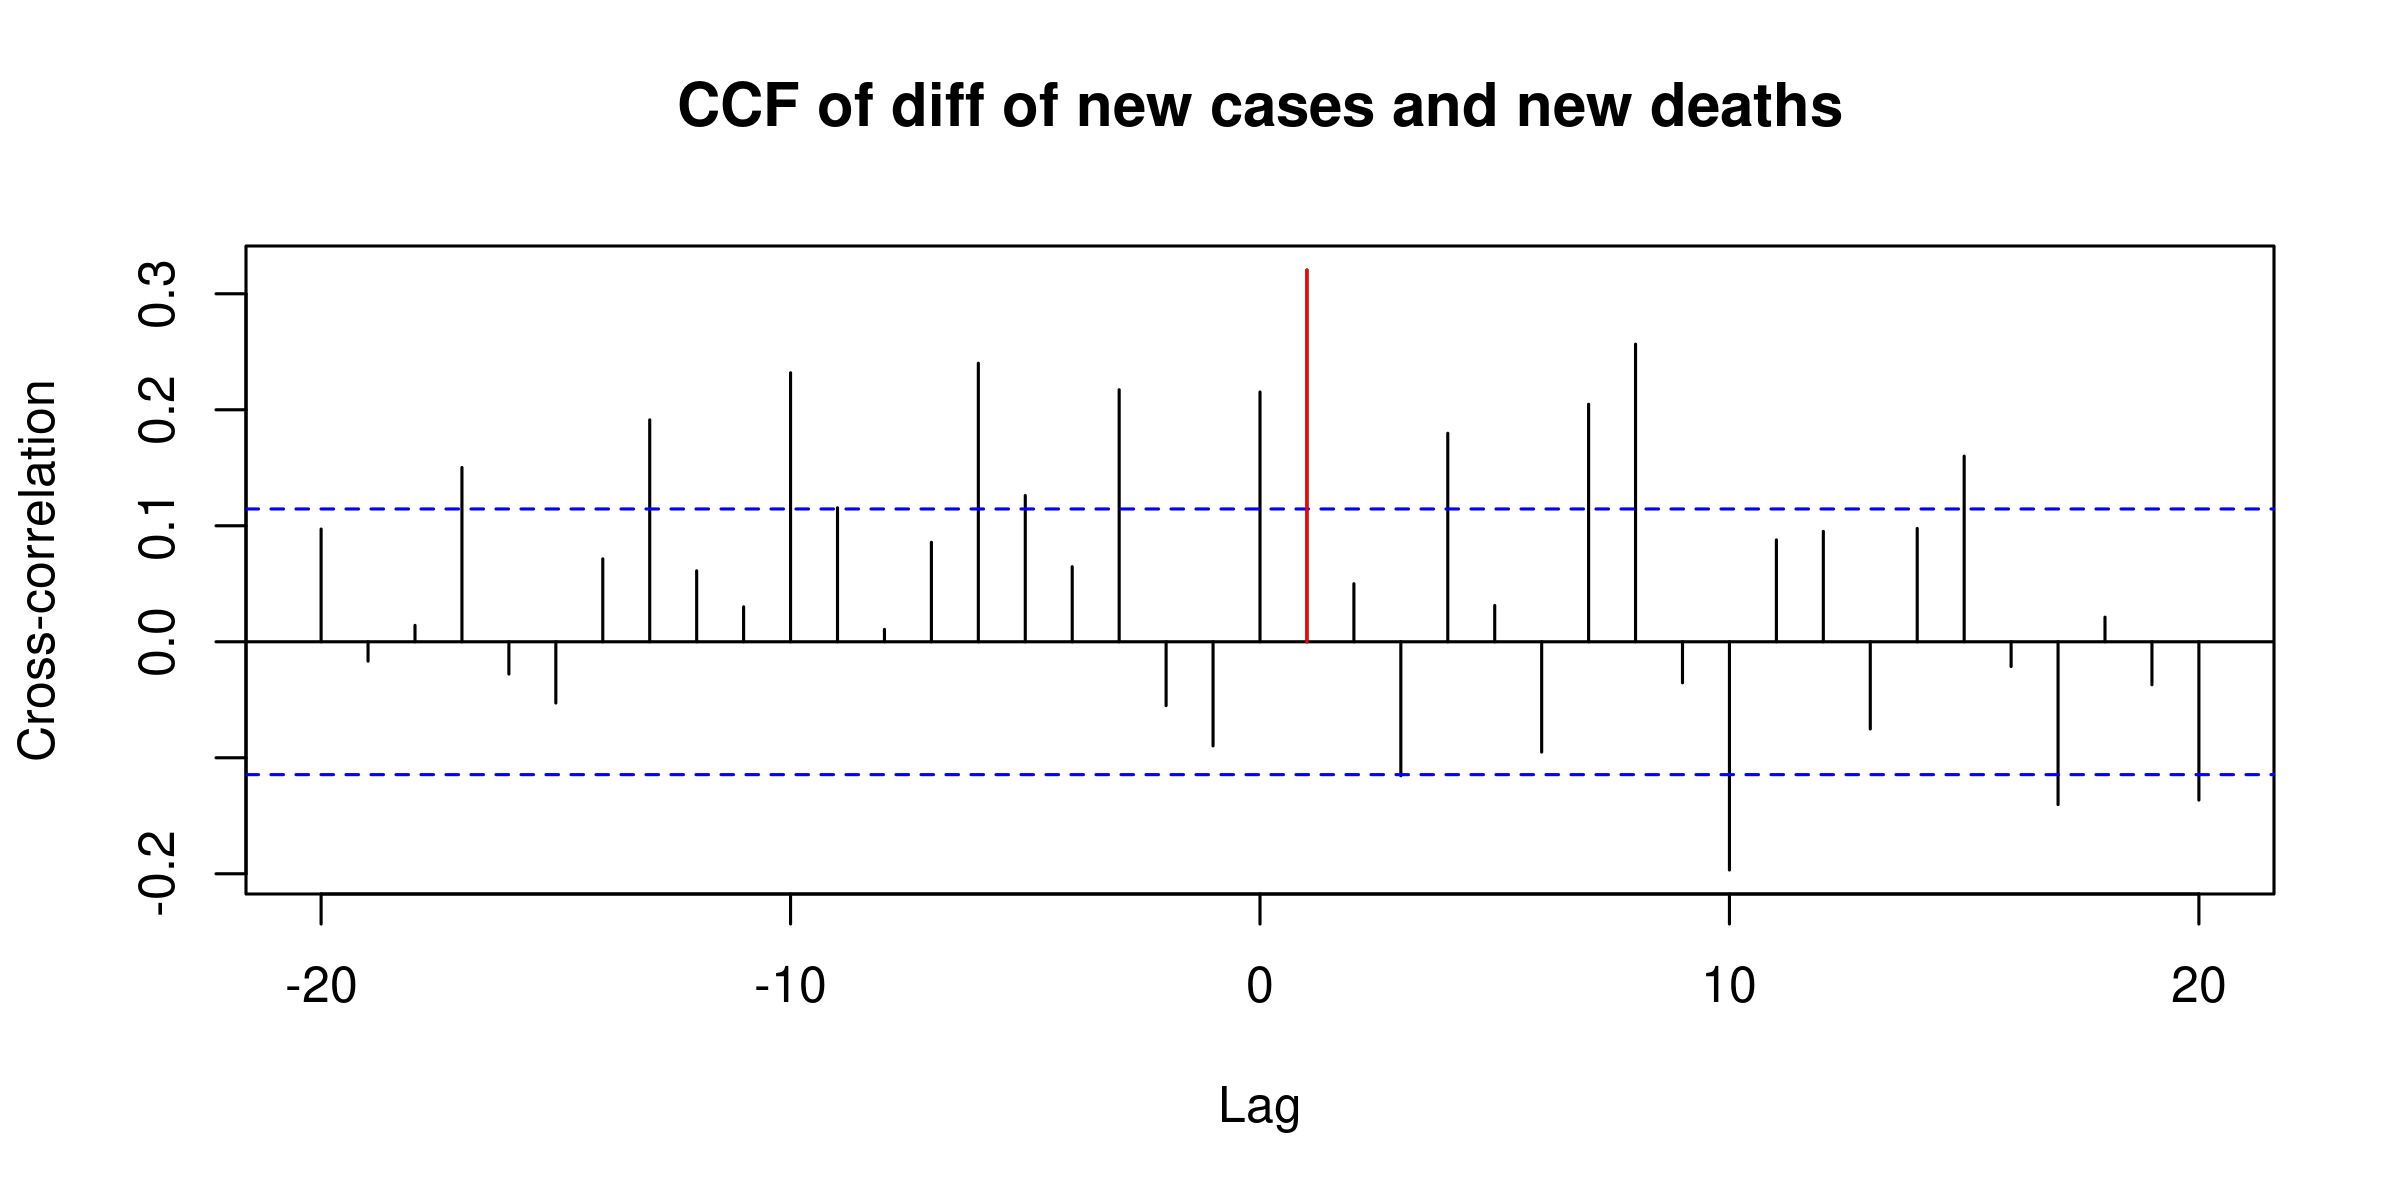 CCF of diff of new cases and new deaths
Cross-correlation
0.3
0.2
0.1
0.0
-0.2
-20 -10 0 10 20
Lag